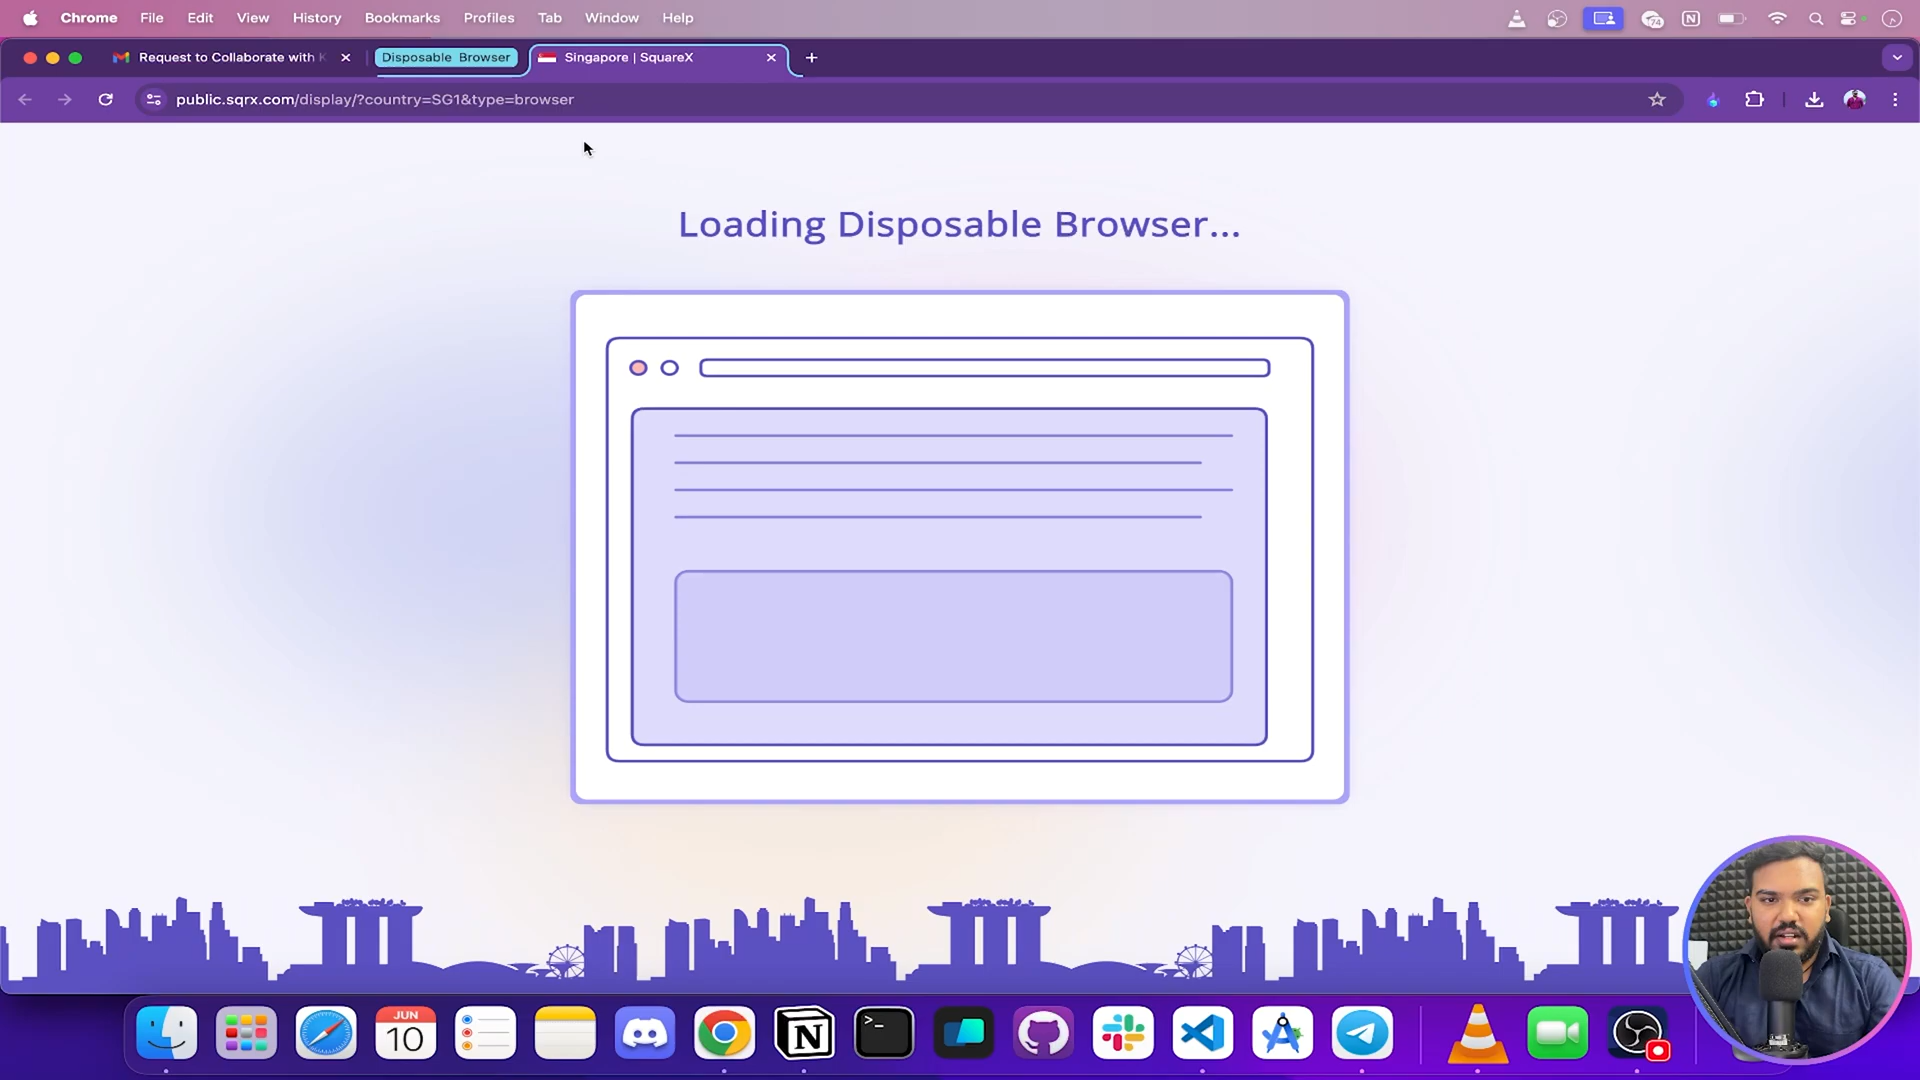 Chrome File Edit View History Bookmarks Profiles Tab Window Help
74
Request to Collaborate with
Disposable Browser
Singapore | SquareX
public.sqrx.com/display/?country=SG1&type=browser
Loading Disposable Browser...
JUN
10